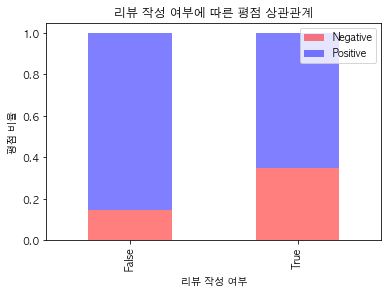 리뷰 작성 여부에 따른 평점 상관관계
Negative
Positive
평점 비율
1.0
0.8
0.6
0.4
0.2
0.0
False
True
리뷰 작성 여부